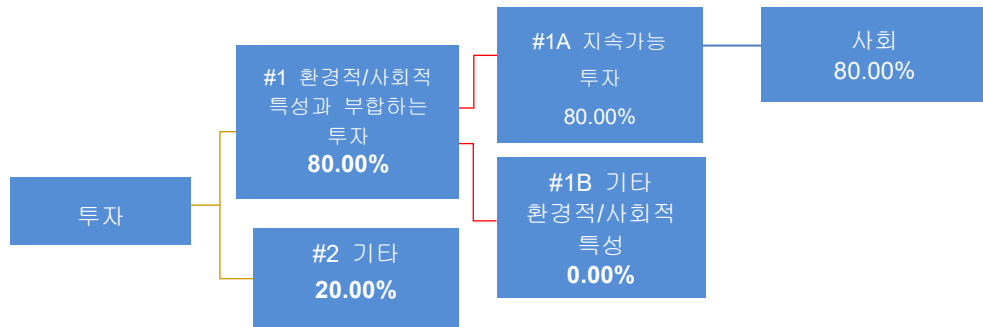 투자
#1 환경적/사회적
특성과 부합하는
투자
80.00%
#2 기타
20.00%
#1A 지속가능
투자
80.00%
#1B 기타
환경적/사회적
특성
0.00%
사회
80.00%